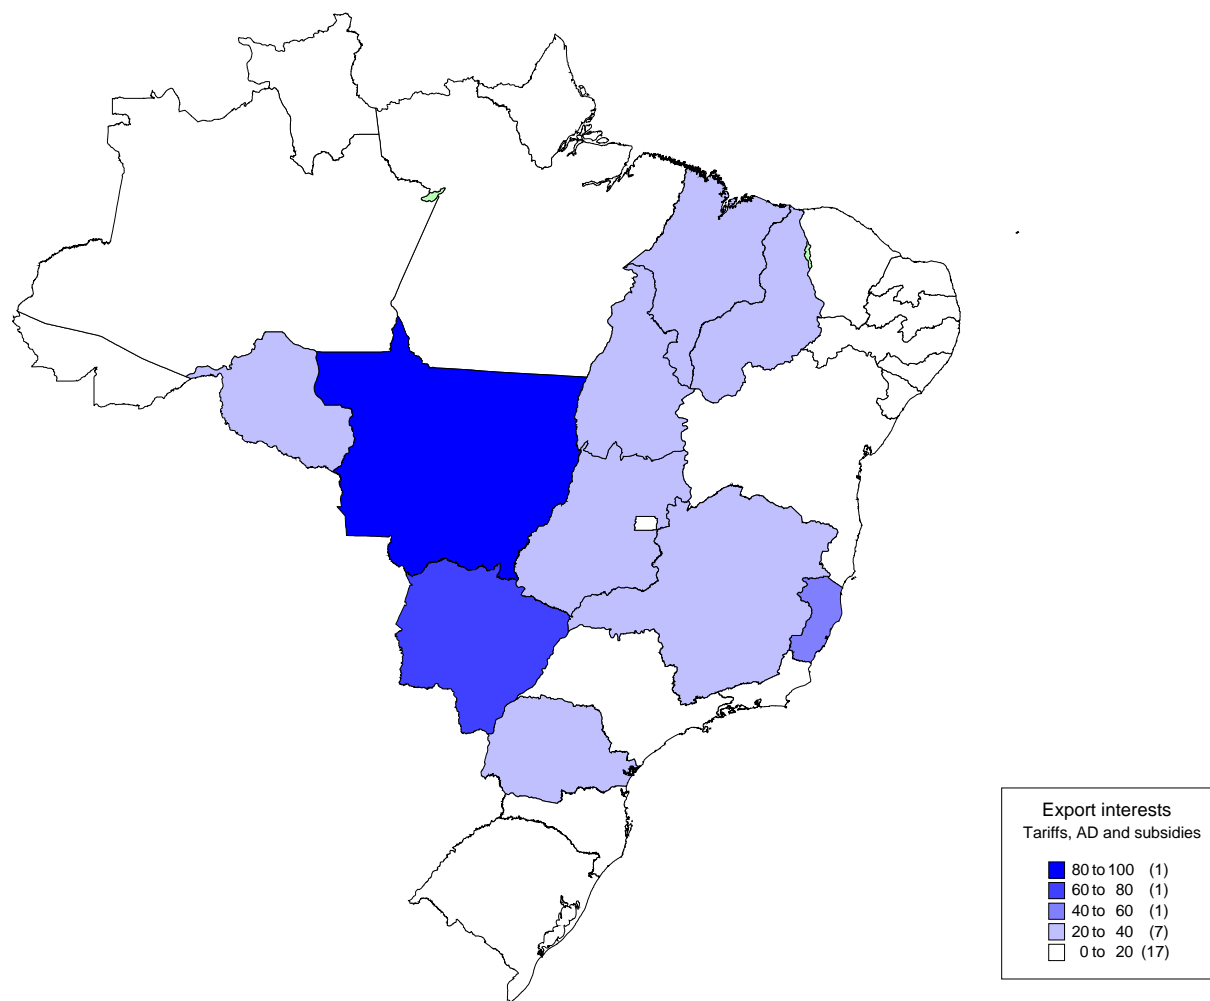 Export interests
Tariffs, AD and subsidies
80 to 100 (1)
60 to 80 (1)
40 to 60 (1)
20 to 40 (7)
0 to 20 (17)